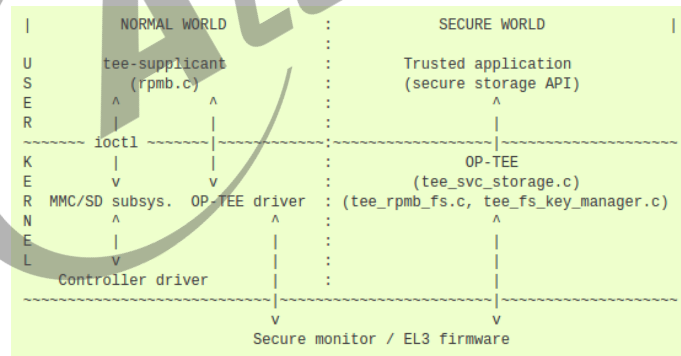 |          NORMAL WORLD           :            SECURE WORLD                  |
                                  :
U        tee-supplicant           :        Trusted application
S           (rpmb.c)              :        (secure storage API)
E         ^          ^            :                   ^
R         |          |            :                   |
~~~~~~~ ioctl ~~~~~~~|~~~~~~~~~~~~:~~~~~~~~~~~~~~~~~~~|~~~~~~~~~~~~~~~~~~~~
K         |          |            :                OP-TEE
E         v          v            :         (tee_svc_storage.c)
R  MMC/SD subsys.  OP-TEE driver  : (tee_rpmb_fs.c, tee_fs_key_manager.c)
N         ^                 ^     :                   ^
E         |                 |     :                   |
L         v                 |     :                   |
    Controller driver       |     :                   |
~~~~~~~~~~~~~~~~~~~~~~~~~~~~|~~~~~~~~~~~~~~~~~~~~~~~~~|~~~~~~~~~~~~~~~~~~~~
                            v                         v
                          Secure monitor / EL3 firmware